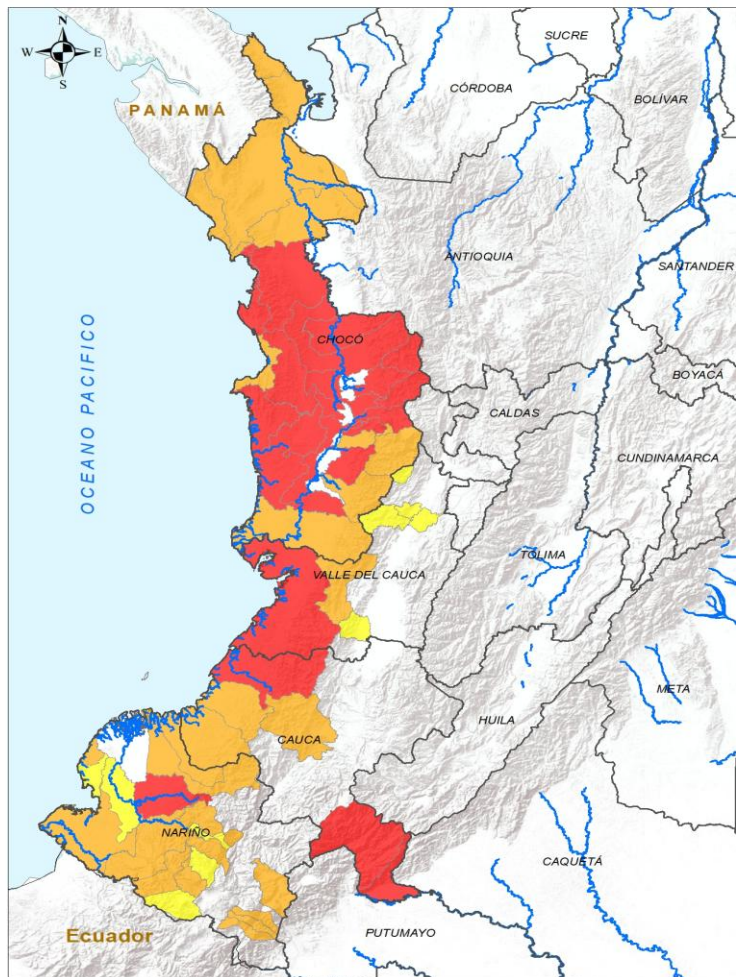 N
W E
S
PANAMÁ
SUCRE
CÓRDOBA
BOLÍVAR
ANTIOQUIA
SANTANDER
CHOCÓ
BOYACÁ
CALDAS
CUNDINAMARCA
OCEANO PACIFICO
TOLIMA
VALLE DEL CAUCA
META
HUILA
CAUCA
NARIÑO
CAQUETÁ
PUTUMAYO
Ecuador